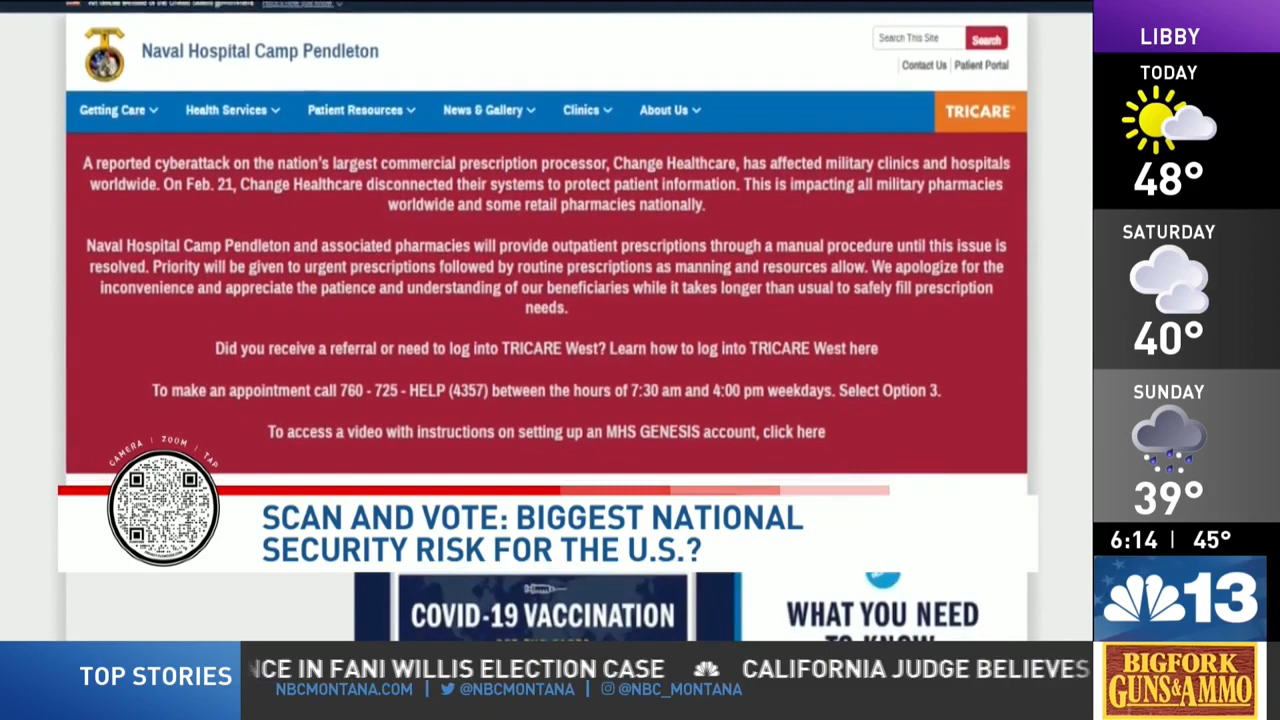 Naval Hospital Camp Pendleton
Search This Site
Search
Contact Us
Patient Portal
Getting Care
Health Services
Patient Resources
News & Gallery
Clinics
About Us
TRICARE
A reported cyberattack on the nation's largest commercial prescription processor, Change Healthcare, has affected military clinics and hospitals
worldwide. On Feb. 21, Change Healthcare disconnected their systems to protect patient information. This is impacting all military pharmacies
worldwide and some retail pharmacies nationally.
Naval Hospital Camp Pendleton and associated pharmacies will provide outpatient prescriptions through a manual procedure until this issue is
resolved. Priority will be given to urgent prescriptions followed by routine prescriptions as manning and resources allow. We apologize for the
inconvenience and appreciate the patience and understanding of our beneficiaries while it takes longer than usual to safely fill prescription
needs.
Did you receive a referral or need to log into TRICARE West? Learn how to log into TRICARE West here
To make an appointment call 760 - 725 - HELP (4357) between the hours of 7:30 am and 4:00 pm weekdays. Select Option 3.
To access a video with instructions on setting up an MHS GENESIS account, click here
CAMERA | ZOOM | TAP
SCAN AND VOTE: BIGGEST NATIONAL
SECURITY RISK FOR THE U.S.?
COVID-19 VACCINATION
WHAT YOU NEED
TO KNOW
LIBBY
TODAY
48°
SATURDAY
40°
SUNDAY
39°
6:14 | 45°
13
TOP STORIES
NCE IN FANI WILLIS ELECTION CASE
CALIFORNIA JUDGE BELIEVES
NBCMONTANA.COM | @NBCMONTANA | @NBC_MONTANA
BIGFORK
GUNS & AMMO